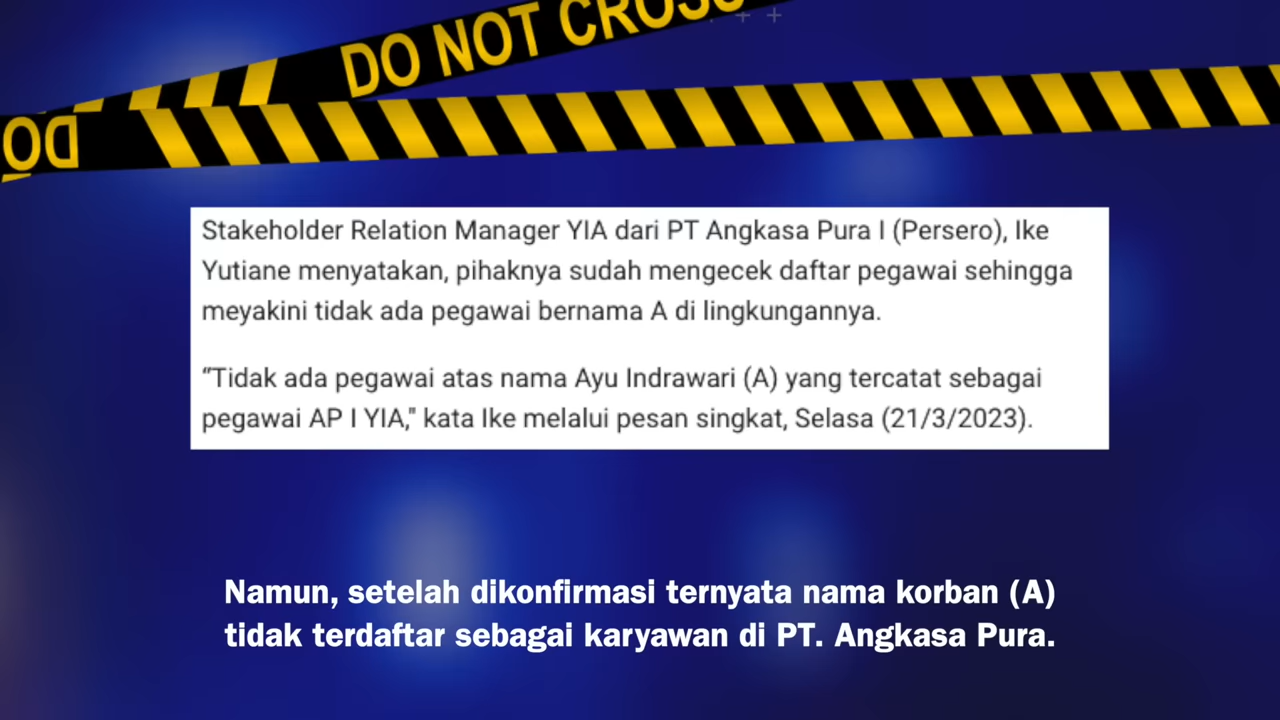 DO NOT CROSS
DO
Stakeholder Relation Manager YIA dari PT Angkasa Pura I (Persero), Ike
Yutiane menyatakan, pihaknya sudah mengecek daftar pegawai sehingga
meyakini tidak ada pegawai bernama A di lingkungannya.
“Tidak ada pegawai atas nama Ayu Indrawari (A) yang tercatat sebagai
pegawai AP I YIA," kata Ike melalui pesan singkat, Selasa (21/3/2023).
Namun, setelah dikonfirmasi ternyata nama korban (A)
tidak terdaftar sebagai karyawan di PT. Angkasa Pura.